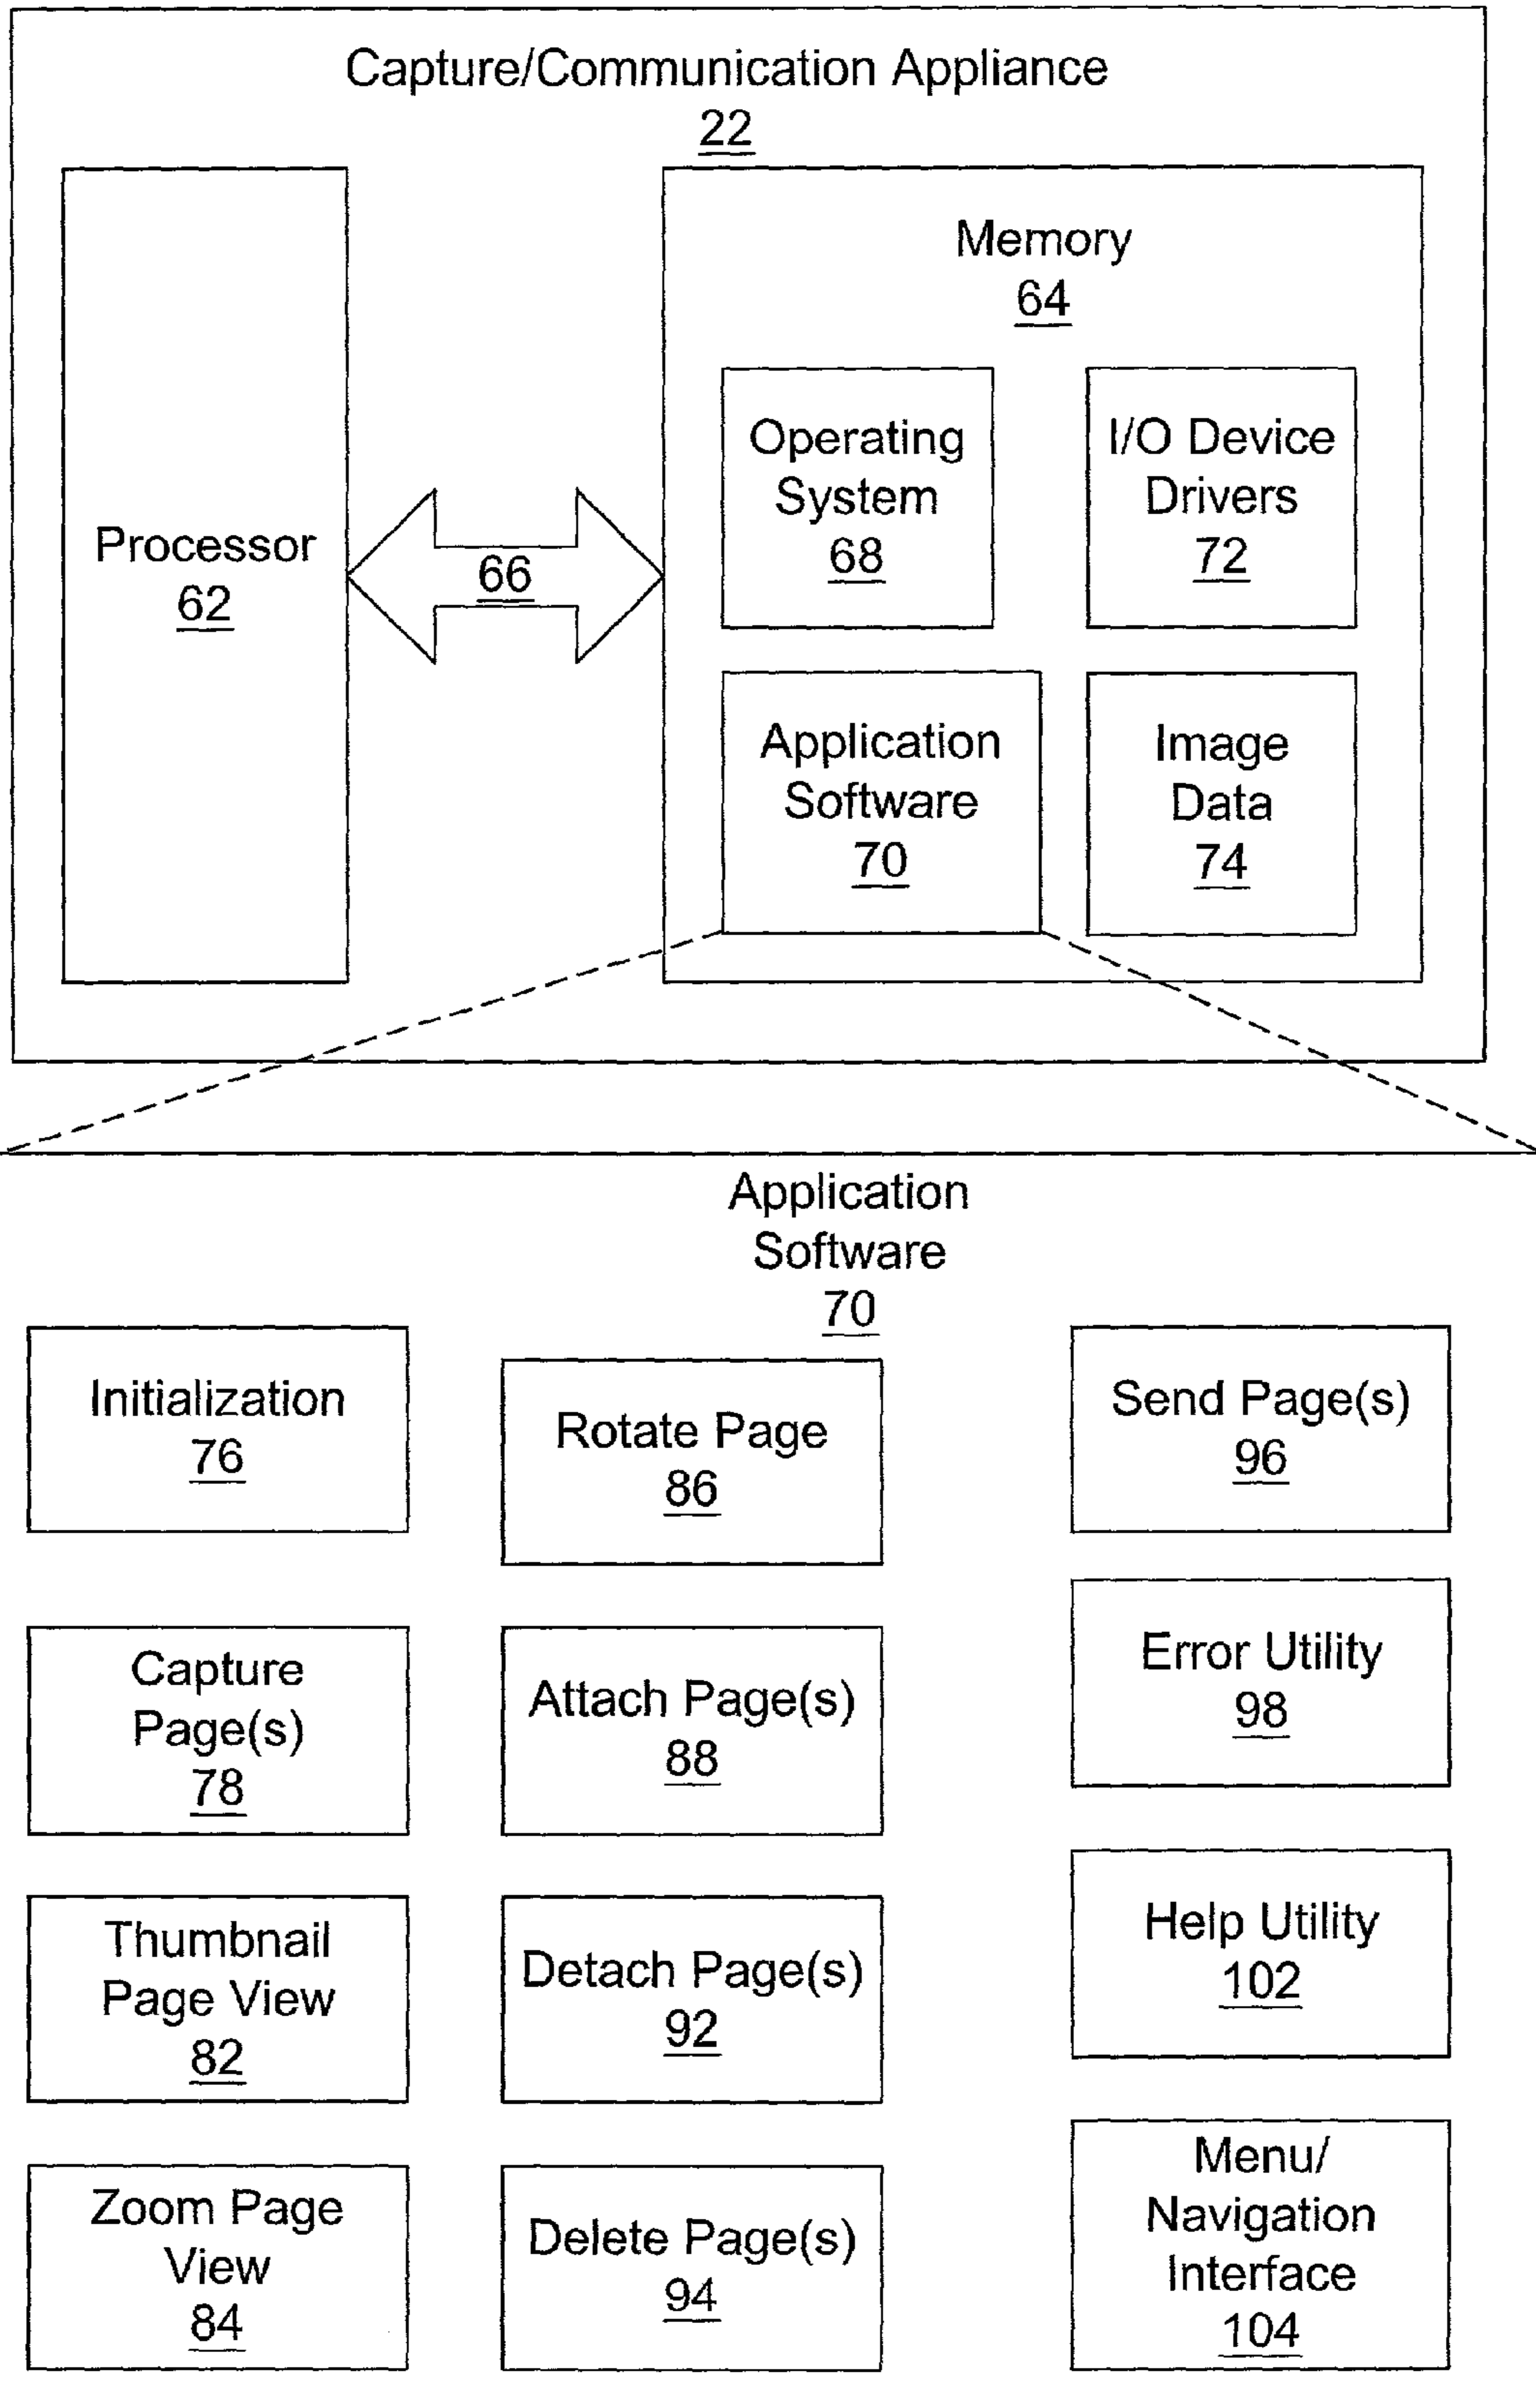 Capture/Communication Appliance
22
Processor
62
66
Memory
64
Operating
System
68
I/O Device
Drivers
72
Application
Software
70
Image
Data
74
Application
Software
70
Initialization
76
Capture
Page(s)
78
Thumbnail
Page View
82
Zoom Page
View
84
Rotate Page
86
Attach Page(s)
88
Detach Page(s)
92
Delete Page(s)
94
Send Page(s)
96
Error Utility
98
Help Utility
102
Menu/
Navigation
Interface
104